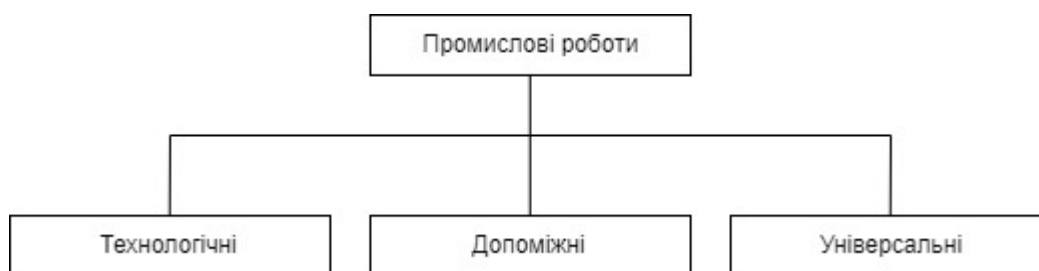 Промислові роботи
Технологічні
Допоміжні
Універсальні